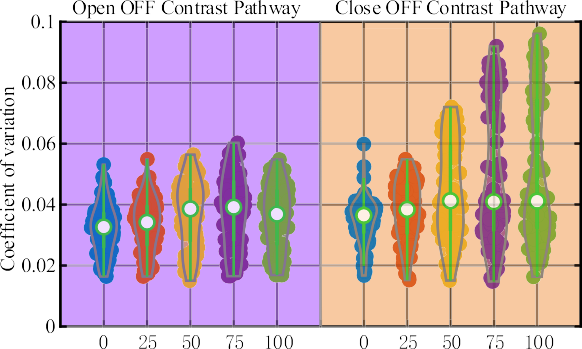 Open OFF Contrast Pathway Close OFF Contrast Pathway
Coefficient of variation
0.1
0.08
0.06
0.04
0.02
0
0 25 50 75 100 0 25 50 75 100